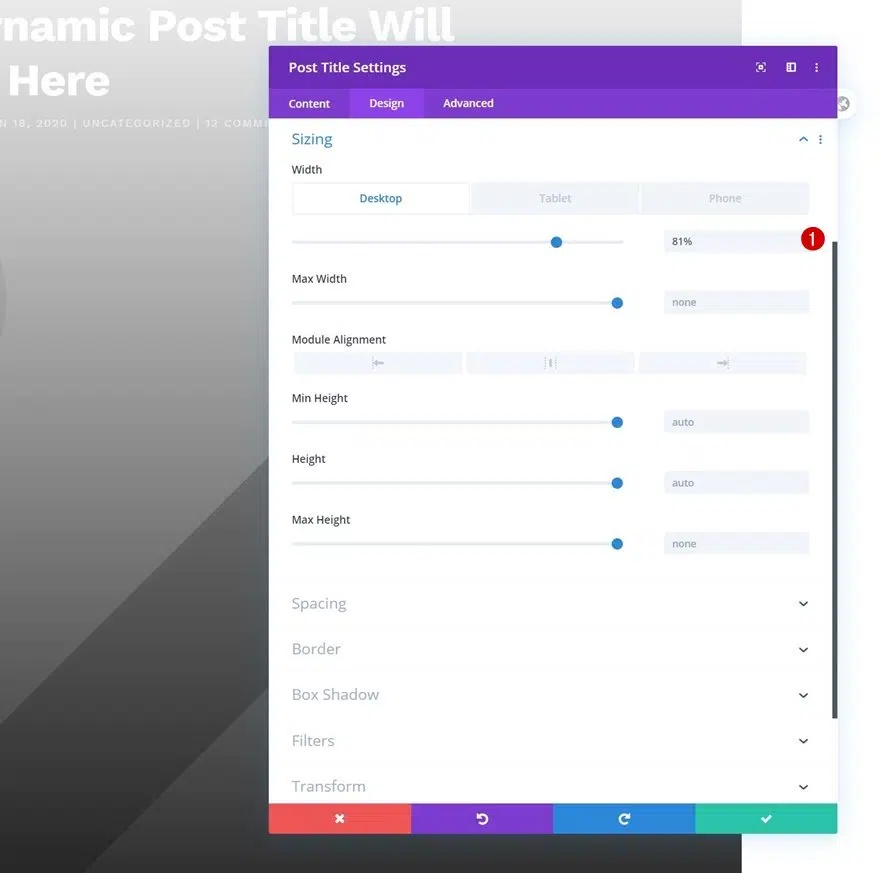 ynamic Post Title Will
Here
N 18, 2020 | UNCATEGORIZED | 12 COMM
Post Title Settings
Content Design Advanced
Sizing
Width
Desktop Tablet Phone
81% 1
Max Width
none
Module Alignment
Min Height
auto
Height
auto
Max Height
none
Spacing
Border
Box Shadow
Filters
Transform